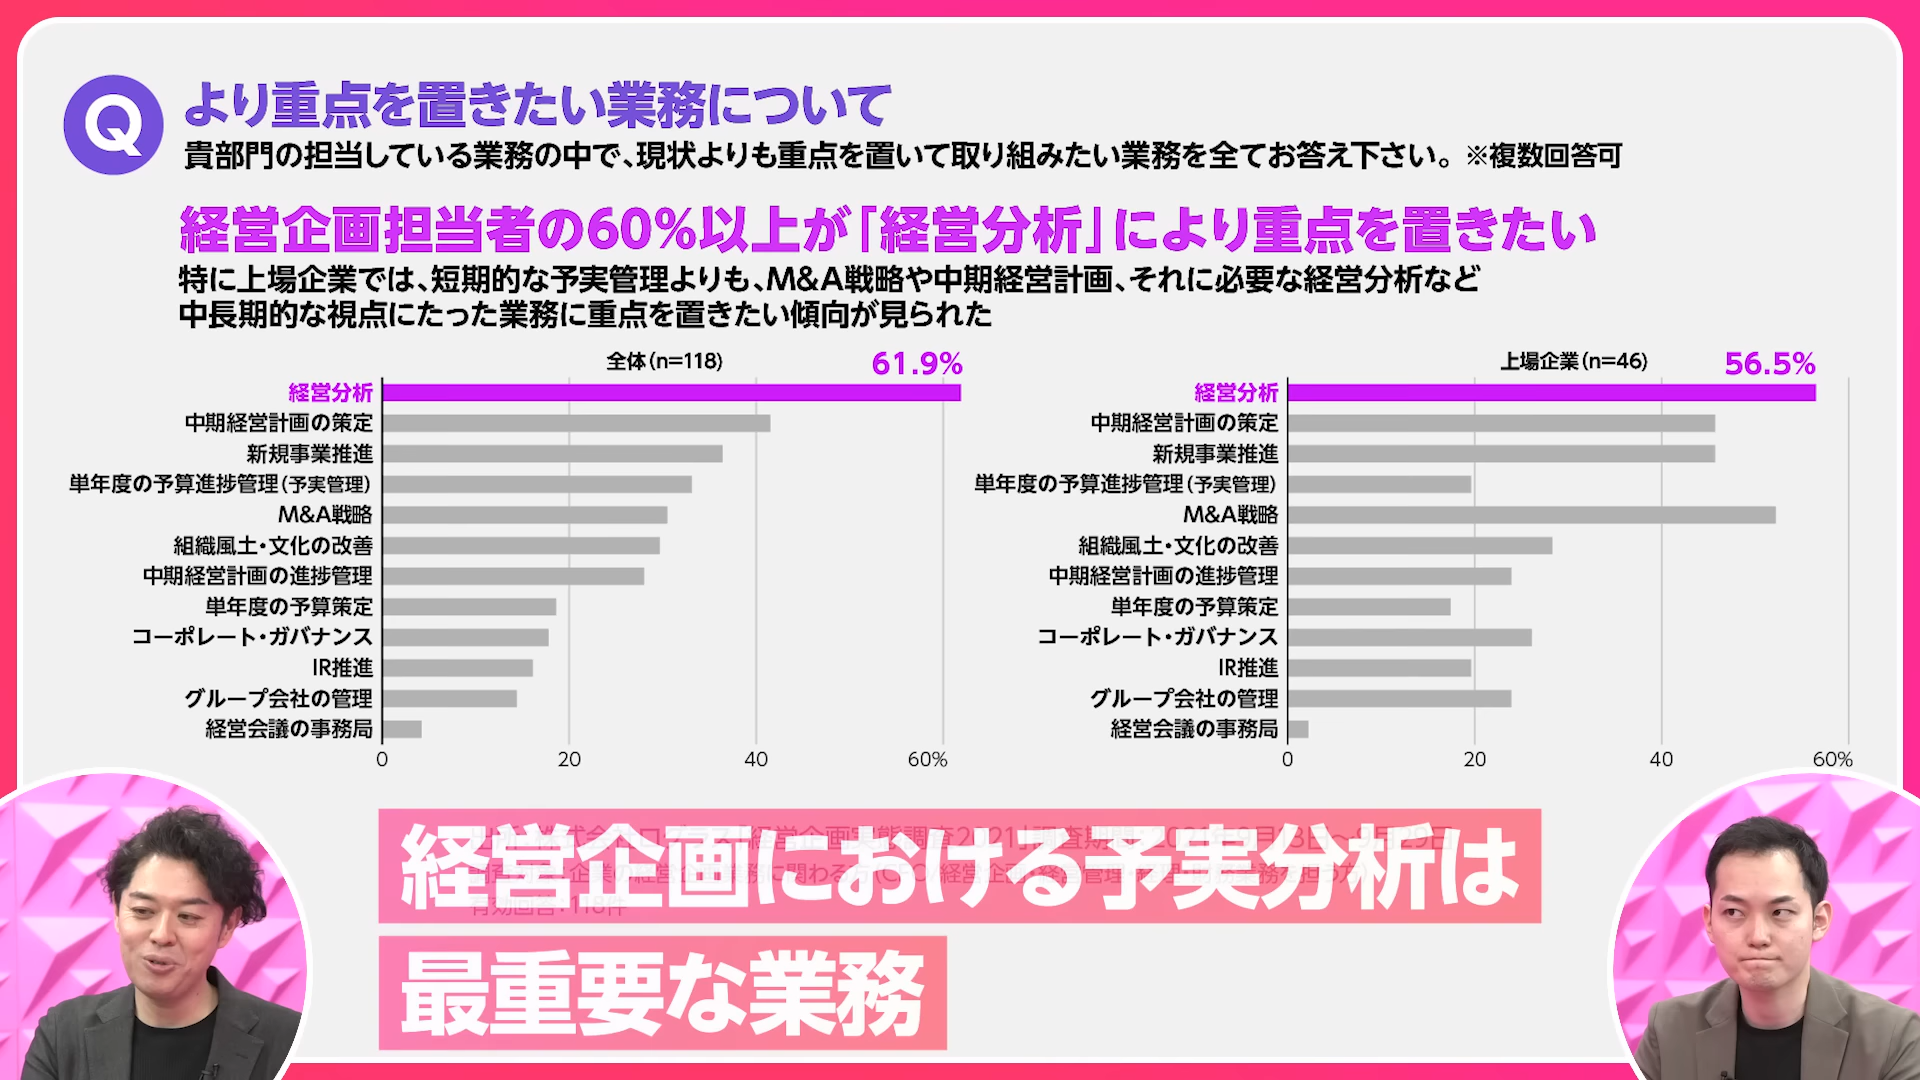 Q
より重点を置きたい業務について
貴部門の担当している業務の中で、現状よりも重点を置いて取り組みたい業務を全てお答え下さい。 ※複数回答可
経営企画担当者の60%以上が「経営分析」により重点を置きたい
特に上場企業では、短期的な予実管理よりも、M&A戦略や中期経営計画、それに必要な経営分析など
中長期的な視点にたった業務に重点を置きたい傾向が見られた
全体(n=118)
61.9%
経営分析
中期経営計画の策定
新規事業推進
単年度の予算進捗管理(予実管理)
M&A戦略
組織風土・文化の改善
中期経営計画の進捗管理
単年度の予算策定
コーポレート・ガバナンス
IR推進
グループ会社の管理
経営会議の事務局
0 20 40 60%
上場企業(n=46)
56.5%
経営分析
中期経営計画の策定
新規事業推進
単年度の予算進捗管理(予実管理)
M&A戦略
組織風土・文化の改善
中期経営計画の進捗管理
単年度の予算策定
コーポレート・ガバナンス
IR推進
グループ会社の管理
経営会議の事務局
0 20 40 60%
経営企画における予実分析は
最重要な業務
有効回答:118件